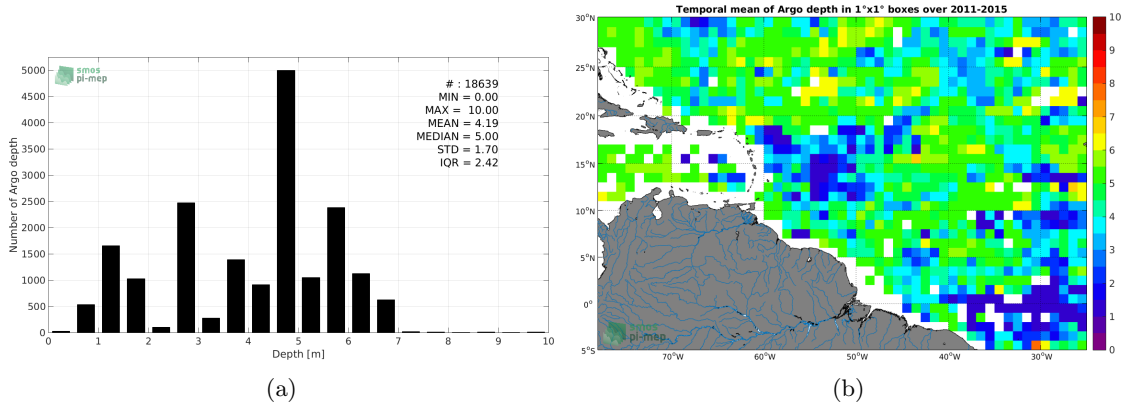 smos
pi-mep
# : 18639
MIN = 0.00
MAX = 10.00
MEAN = 4.19
MEDIAN = 5.00
STD = 1.70
IQR = 2.42
Number of Argo depth
5000
4500
4000
3500
3000
2500
2000
1500
1000
500
0
0 1 2 3 4 5 6 7 8 9 10
Depth [m]
(a)
Temporal mean of Argo depth in 1°x1° boxes over 2011-2015
30°N
25°N
20°N
15°N
10°N
5°N
0°
5°S
70°W 60°W 50°W 40°W 30°W
smos
pi-mep
10
9
8
7
6
5
4
3
2
1
0
(b)